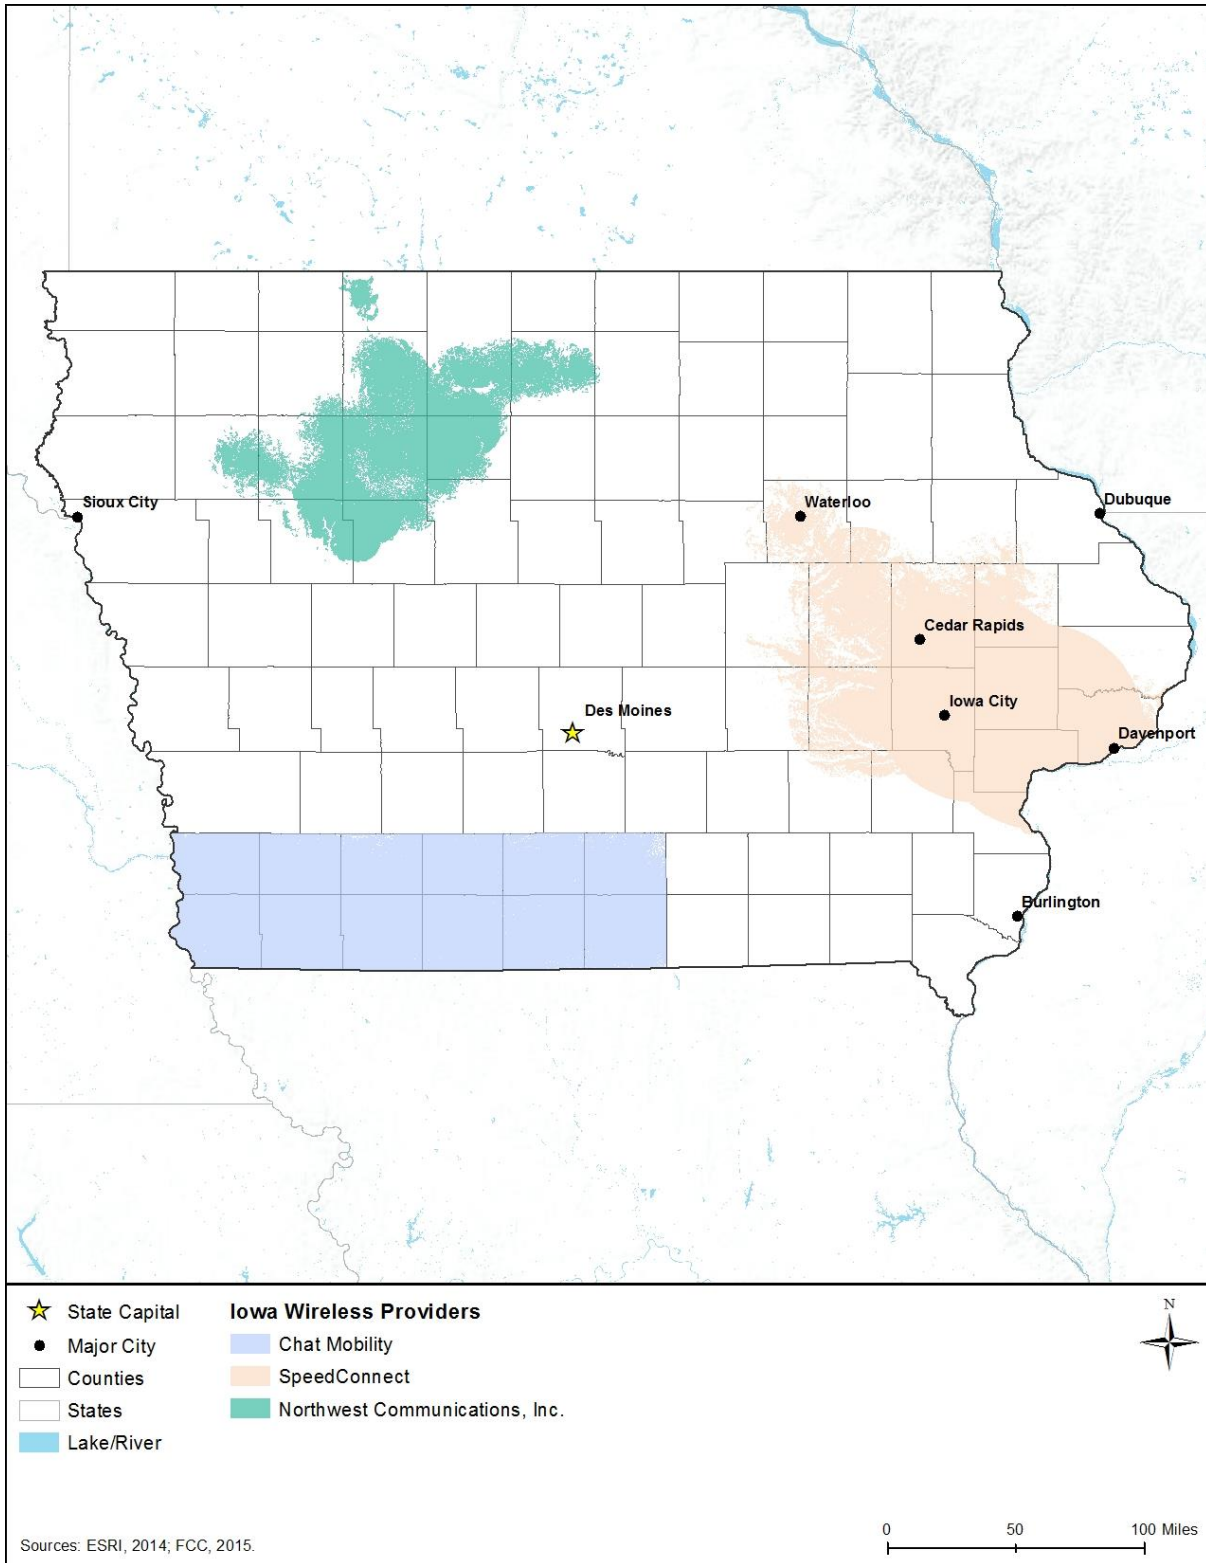 Sioux City
Waterloo
Dubuque
Cedar Rapids
Iowa City
Des Moines
Davenport
Burlington
State Capital
Major City
Counties
States
Lake/River
Iowa Wireless Providers
Chat Mobility
SpeedConnect
Northwest Communications, Inc.
N
0 50 100 Miles
Sources: ESRI, 2014; FCC, 2015.